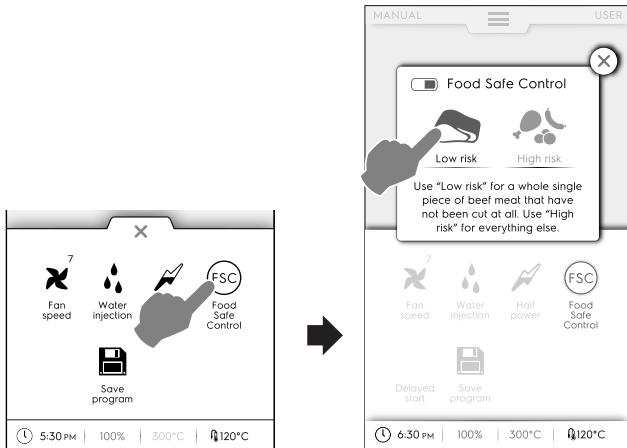 7
FSC
Fan
speed
Water
injection
Food
Safe
Control
Save
program
5:30 PM
100%
300°C
120°C
MANUAL
USER
Food Safe Control
Low risk
High risk
Use “Low risk” for a whole single
piece of beef meat that have
not been cut at all. Use “High
risk” for everything else.
7
FSC
Fan
speed
Water
injection
Half
power
Food
Safe
Control
Delayed
start
Save
program
6:30 PM
100%
300°C
120°C